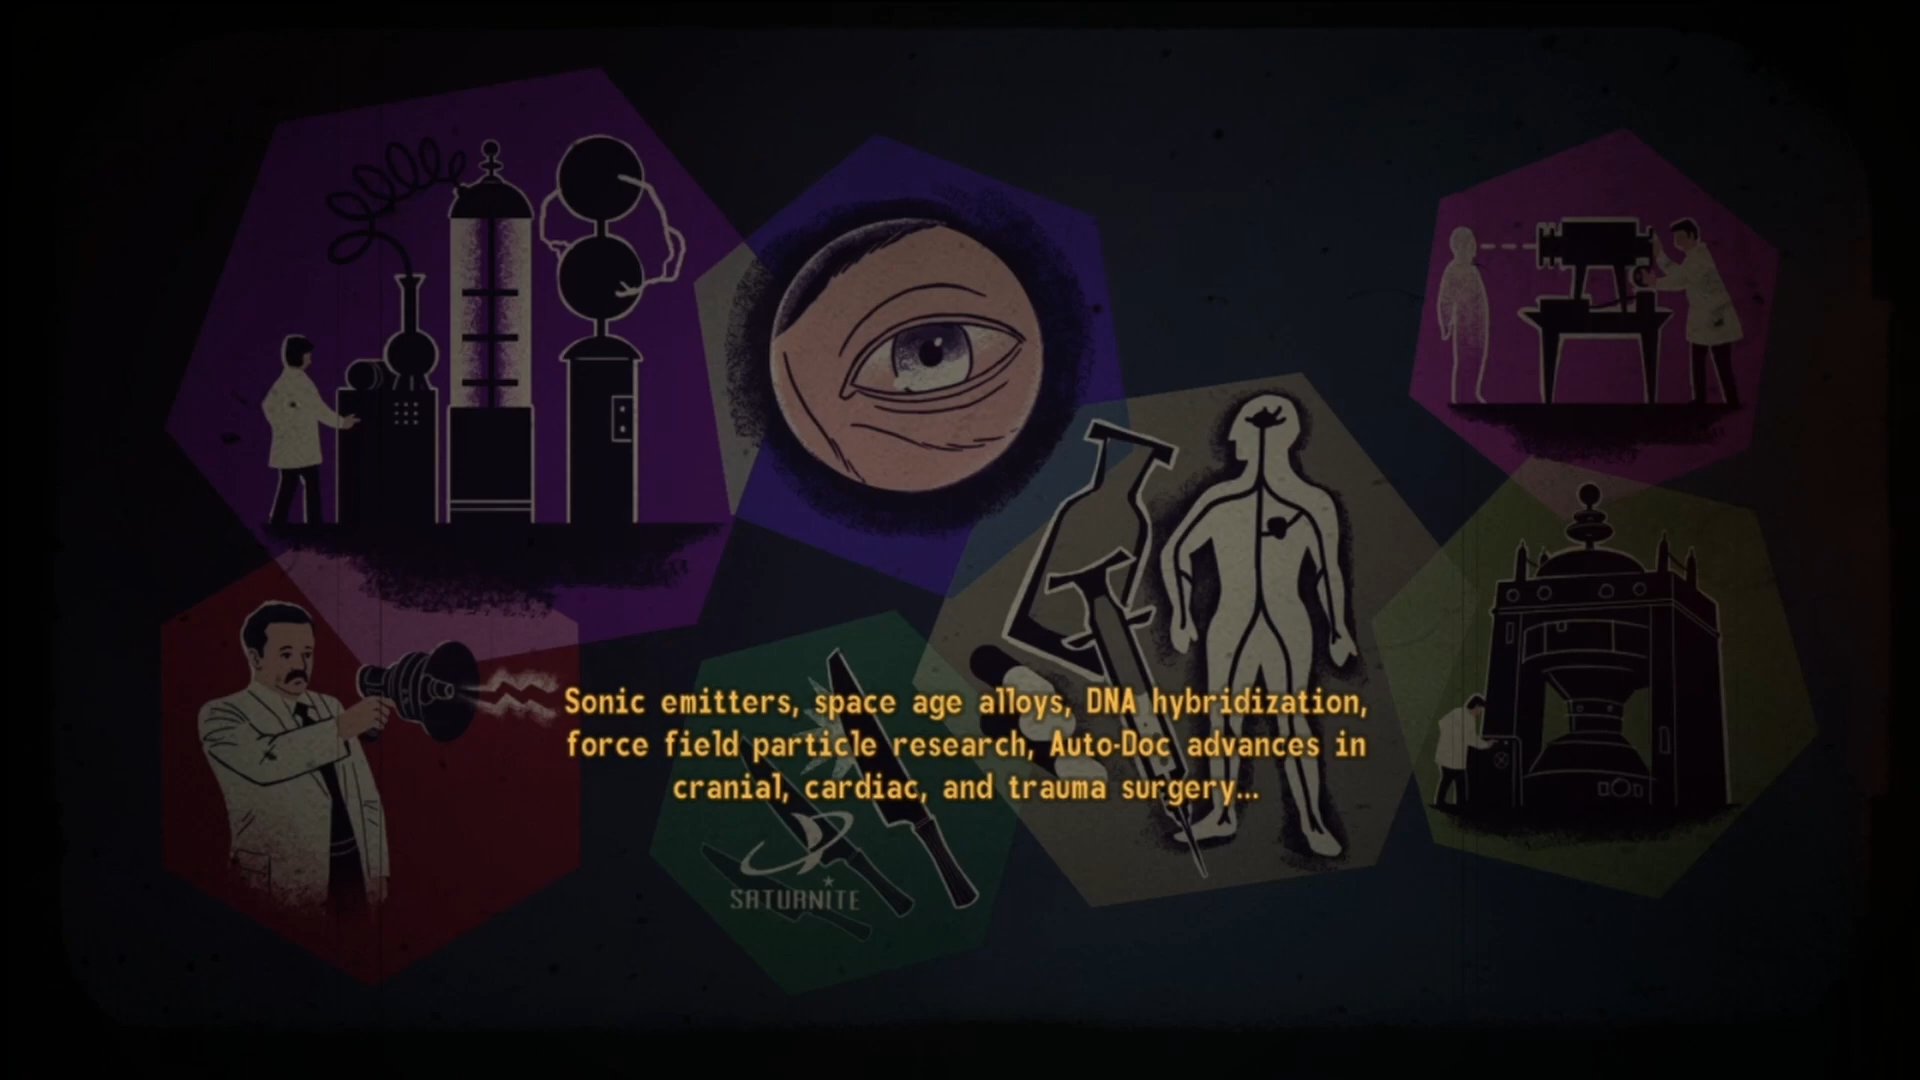 Sonic emitters, space age alloys, DNA hybridization,
force field particle research, Auto-Doc advances in
cranial, cardiac, and trauma surgery...
SATURNITE